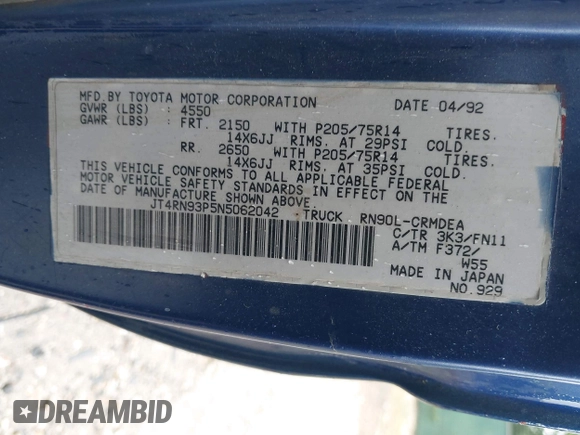 MFD. BY TOYOTA MOTOR CORPORATION DATE 04/92
GVWR (LBS) : 4550
GAWR (LBS) : FRT. 2150 WITH P205/75R14 TIRES.
14X6JJ RIMS. AT 29PSI COLD.
RR. 2650 WITH P205/75R14 TIRES.
14X6JJ RIMS. AT 35PSI COLD.
THIS VEHICLE CONFORMS TO ALL APPLICABLE FEDERAL
MOTOR VEHICLE SAFETY STANDARDS IN EFFECT ON THE
DATE OF MANUFACTURE SHOWN ABOVE.
JT4RN93P5N5062042 TRUCK RN90L-CRMDEA
C/TR 3K3/FN11
A/TM F372/
W55
MADE IN JAPAN
NO.929
DREAMBID